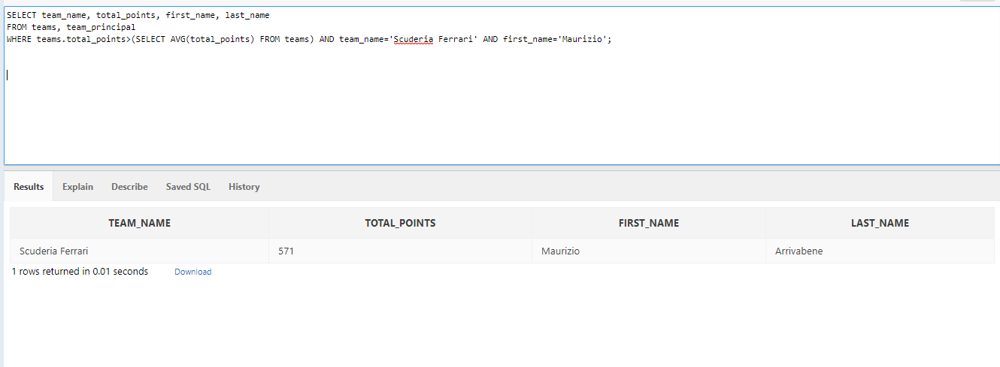 SELECT team_name, total_points, first_name, last_name
FROM teams, team_principal
WHERE teams.total_points>(SELECT AVG(total_points) FROM teams) AND team_name='Scuderia Ferrari' AND first_name='Maurizio';
Results Explain Describe Saved SQL History
TEAM_NAME TOTAL_POINTS FIRST_NAME LAST_NAME
Scuderia Ferrari 571 Maurizio Arrivabene
1 rows returned in 0.01 seconds Download